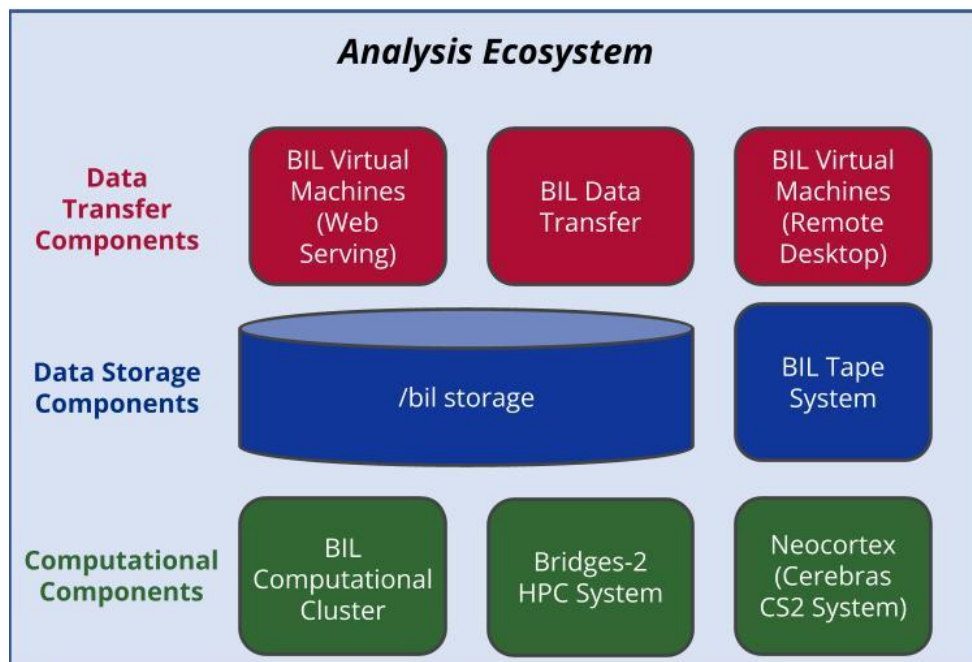 Analysis Ecosystem
Data
Transfer
Components
BIL Virtual
Machines
(Web
Serving)
BIL Data
Transfer
BIL Virtual
Machines
(Remote
Desktop)
Data Storage
Components
/bil storage
BIL Tape
System
Computational
Components
BIL
Computational
Cluster
Bridges-2
HPC System
Neocortex
(Cerebras
CS2 System)